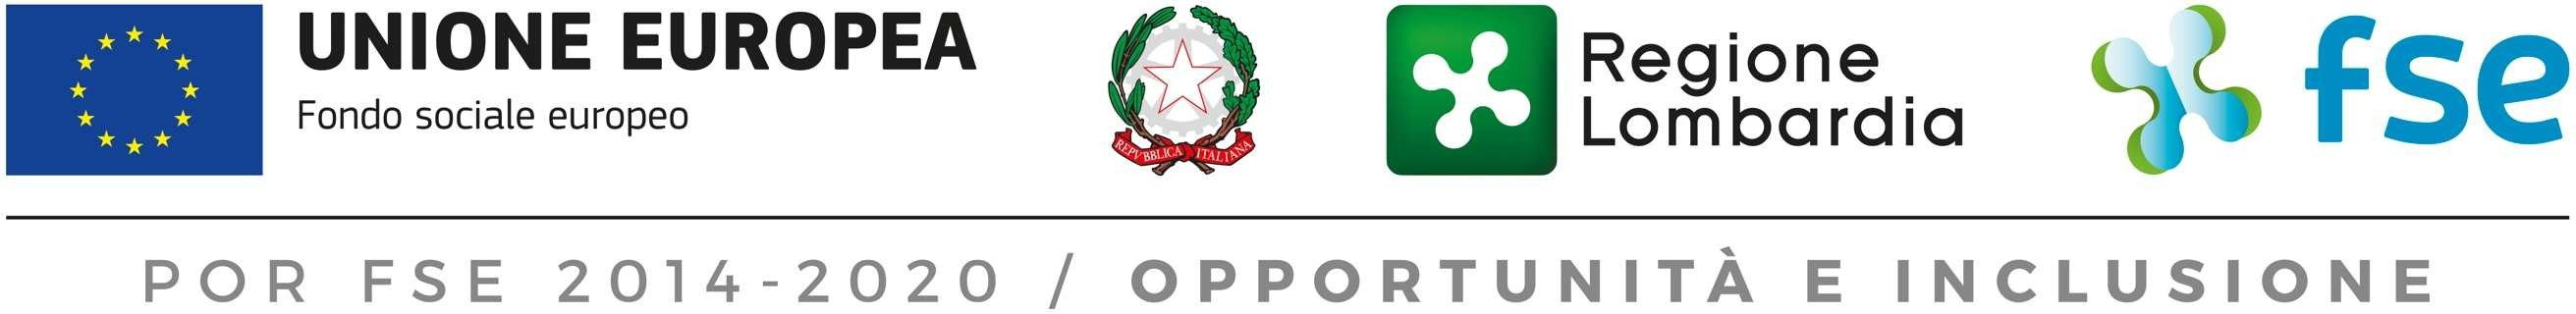 UNIONE EUROPEA
Fondo sociale europeo
REPVBBLICA ITALIANA
Regione
Lombardia
fse
POR FSE 2014-2020 / OPPORTUNITÀ E INCLUSIONE